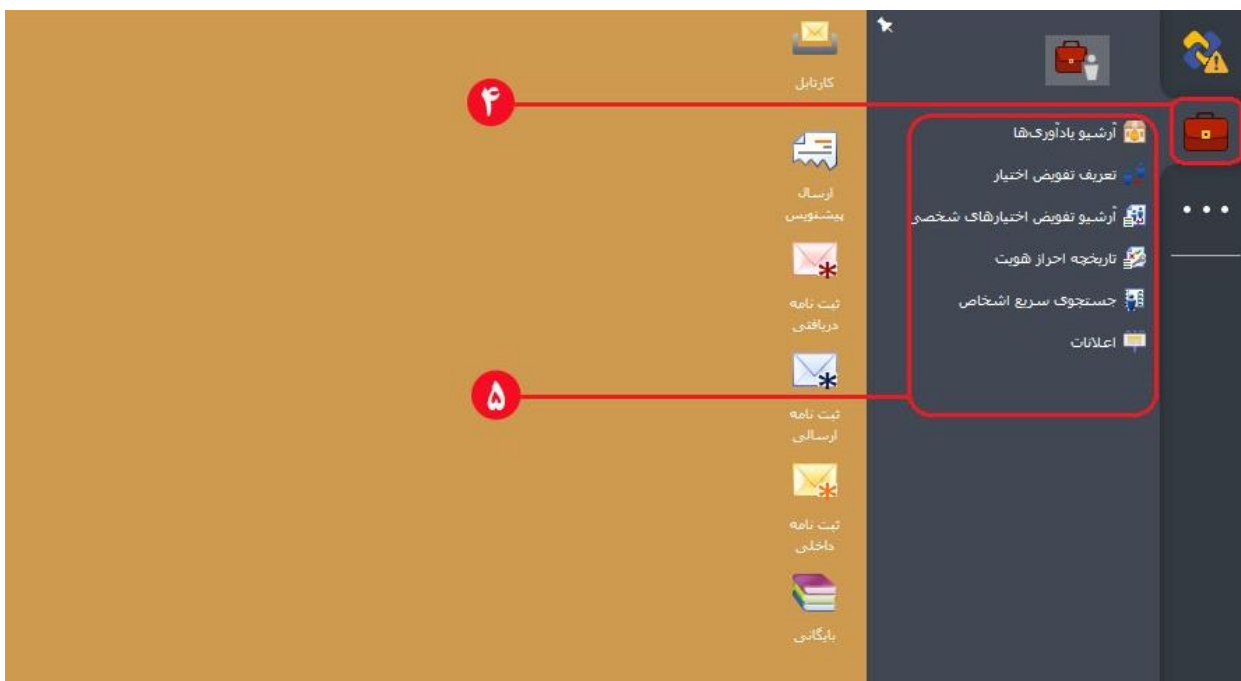 آرشیو یادآوری‌ها
تعریف تفویض اختیار
آرشیو تفویض اختیارهای شخصی
تاریخچه احراز هویت
جستجوی سریع اشخاص
اعلانات
کارتابل
ارسال
پیشنویس
ثبت نامه
دریافتی
ثبت نامه
ارسالی
ثبت نامه
داخلی
بایگانی
۴
۵